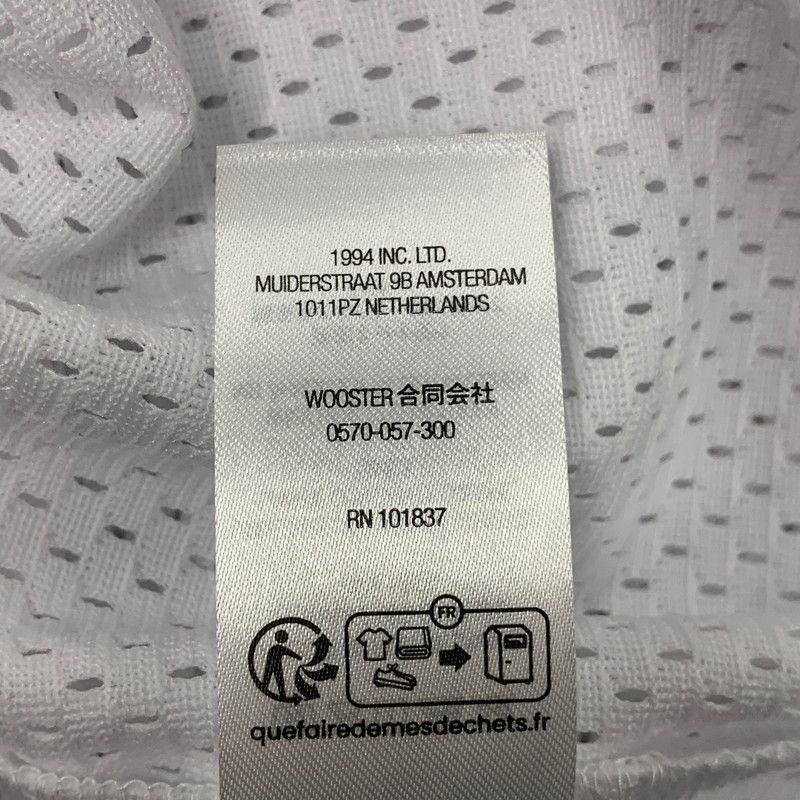 1994 INC. LTD.
MUIDERSTRAAT 9B AMSTERDAM
1011PZ NETHERLANDS
WOOSTER 合同会社
0570-057-300
RN 101837
FR
quefairedemesdechets.fr